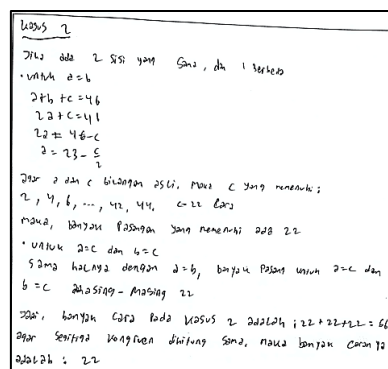 Kasus 2
Jika ada 2 sisi yang sama, dan 1 berbeda
• untuk a=b
a+b+c=46
2a+c=46
2a = 46-c
a = 23 - c/2
agar a dan c bilangan asli, maka c yang memenuhi ;
2, 4, 6, ..., 42, 44. ←22 cara
maka, banyak pasangan yang memenuhi ada 22
• untuk a=c dan b=c
sama halnya dengan a=b, banyak pasang untuk a=c dan
b=c masing-masing 22
Jadi, banyak cara pada kasus 2 adalah ; 22+22+22=66
agar segitiga kongruen dihitung sama, maka banyak caranya
adalah : 22